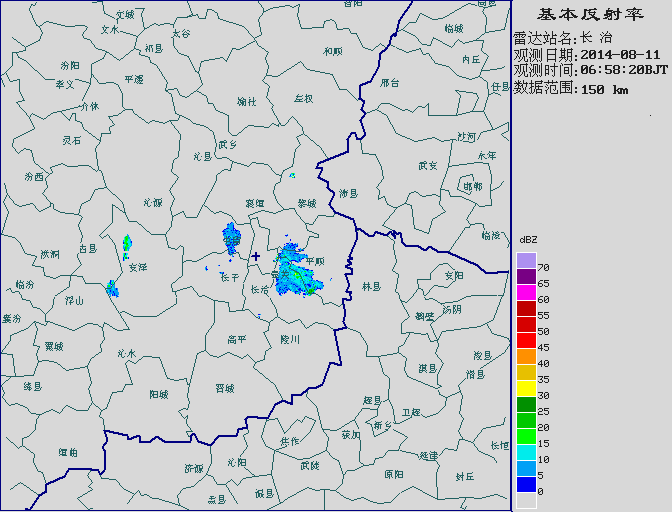 基本反射率
雷达站名:长 治
观测日期:2014-08-11
观测时间:06:58:20BJT
数据范围:150 km
dBZ
70
65
60
55
50
45
40
35
30
25
20
15
10
5
0
文城
文水
太谷
祁县
和顺
昔阳
临城
内丘
任县
邢台
汾阳
孝义
平遥
介休
榆社
左权
灵石
武乡
沁县
沙河
武安
永年
邯郸
汾西
沁源
襄垣
黎城
涉县
临漳
古县
洪洞
安泽
平顺
长子
长治
壶关
临汾
浮山
林县
安阳
汤阴
鹤壁
襄汾
翼城
沁水
高平
陵川
浚县
淇县
滑县
绛县
阳城
晋城
辉县
卫辉
新乡
获加
焦作
长垣
垣曲
济源
沁阳
武陟
延津
原阳
封丘
孟县
温县